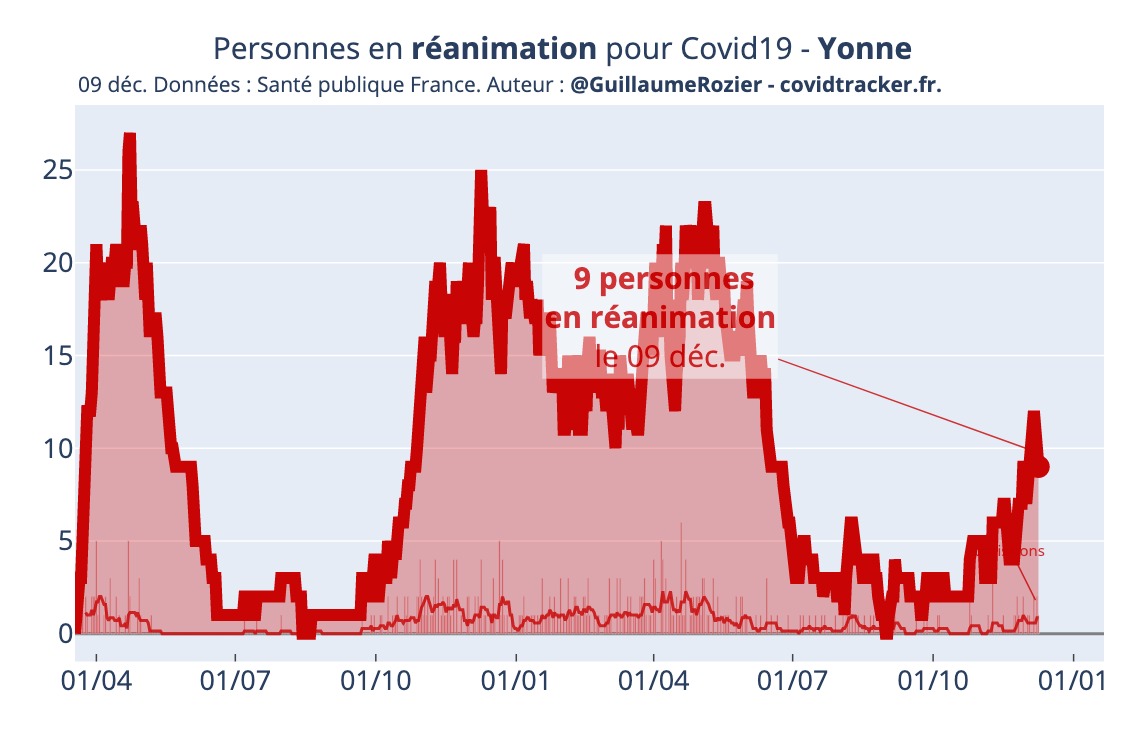 Personnes en réanimation pour Covid19 - Yonne
09 déc. Données : Santé publique France. Auteur : @GuillaumeRozier - covidtracker.fr.
25
20
15
10
5
0
9 personnes
en réanimation
le 09 déc.
01/04
01/07
01/10
01/01
01/04
01/07
01/10
01/01